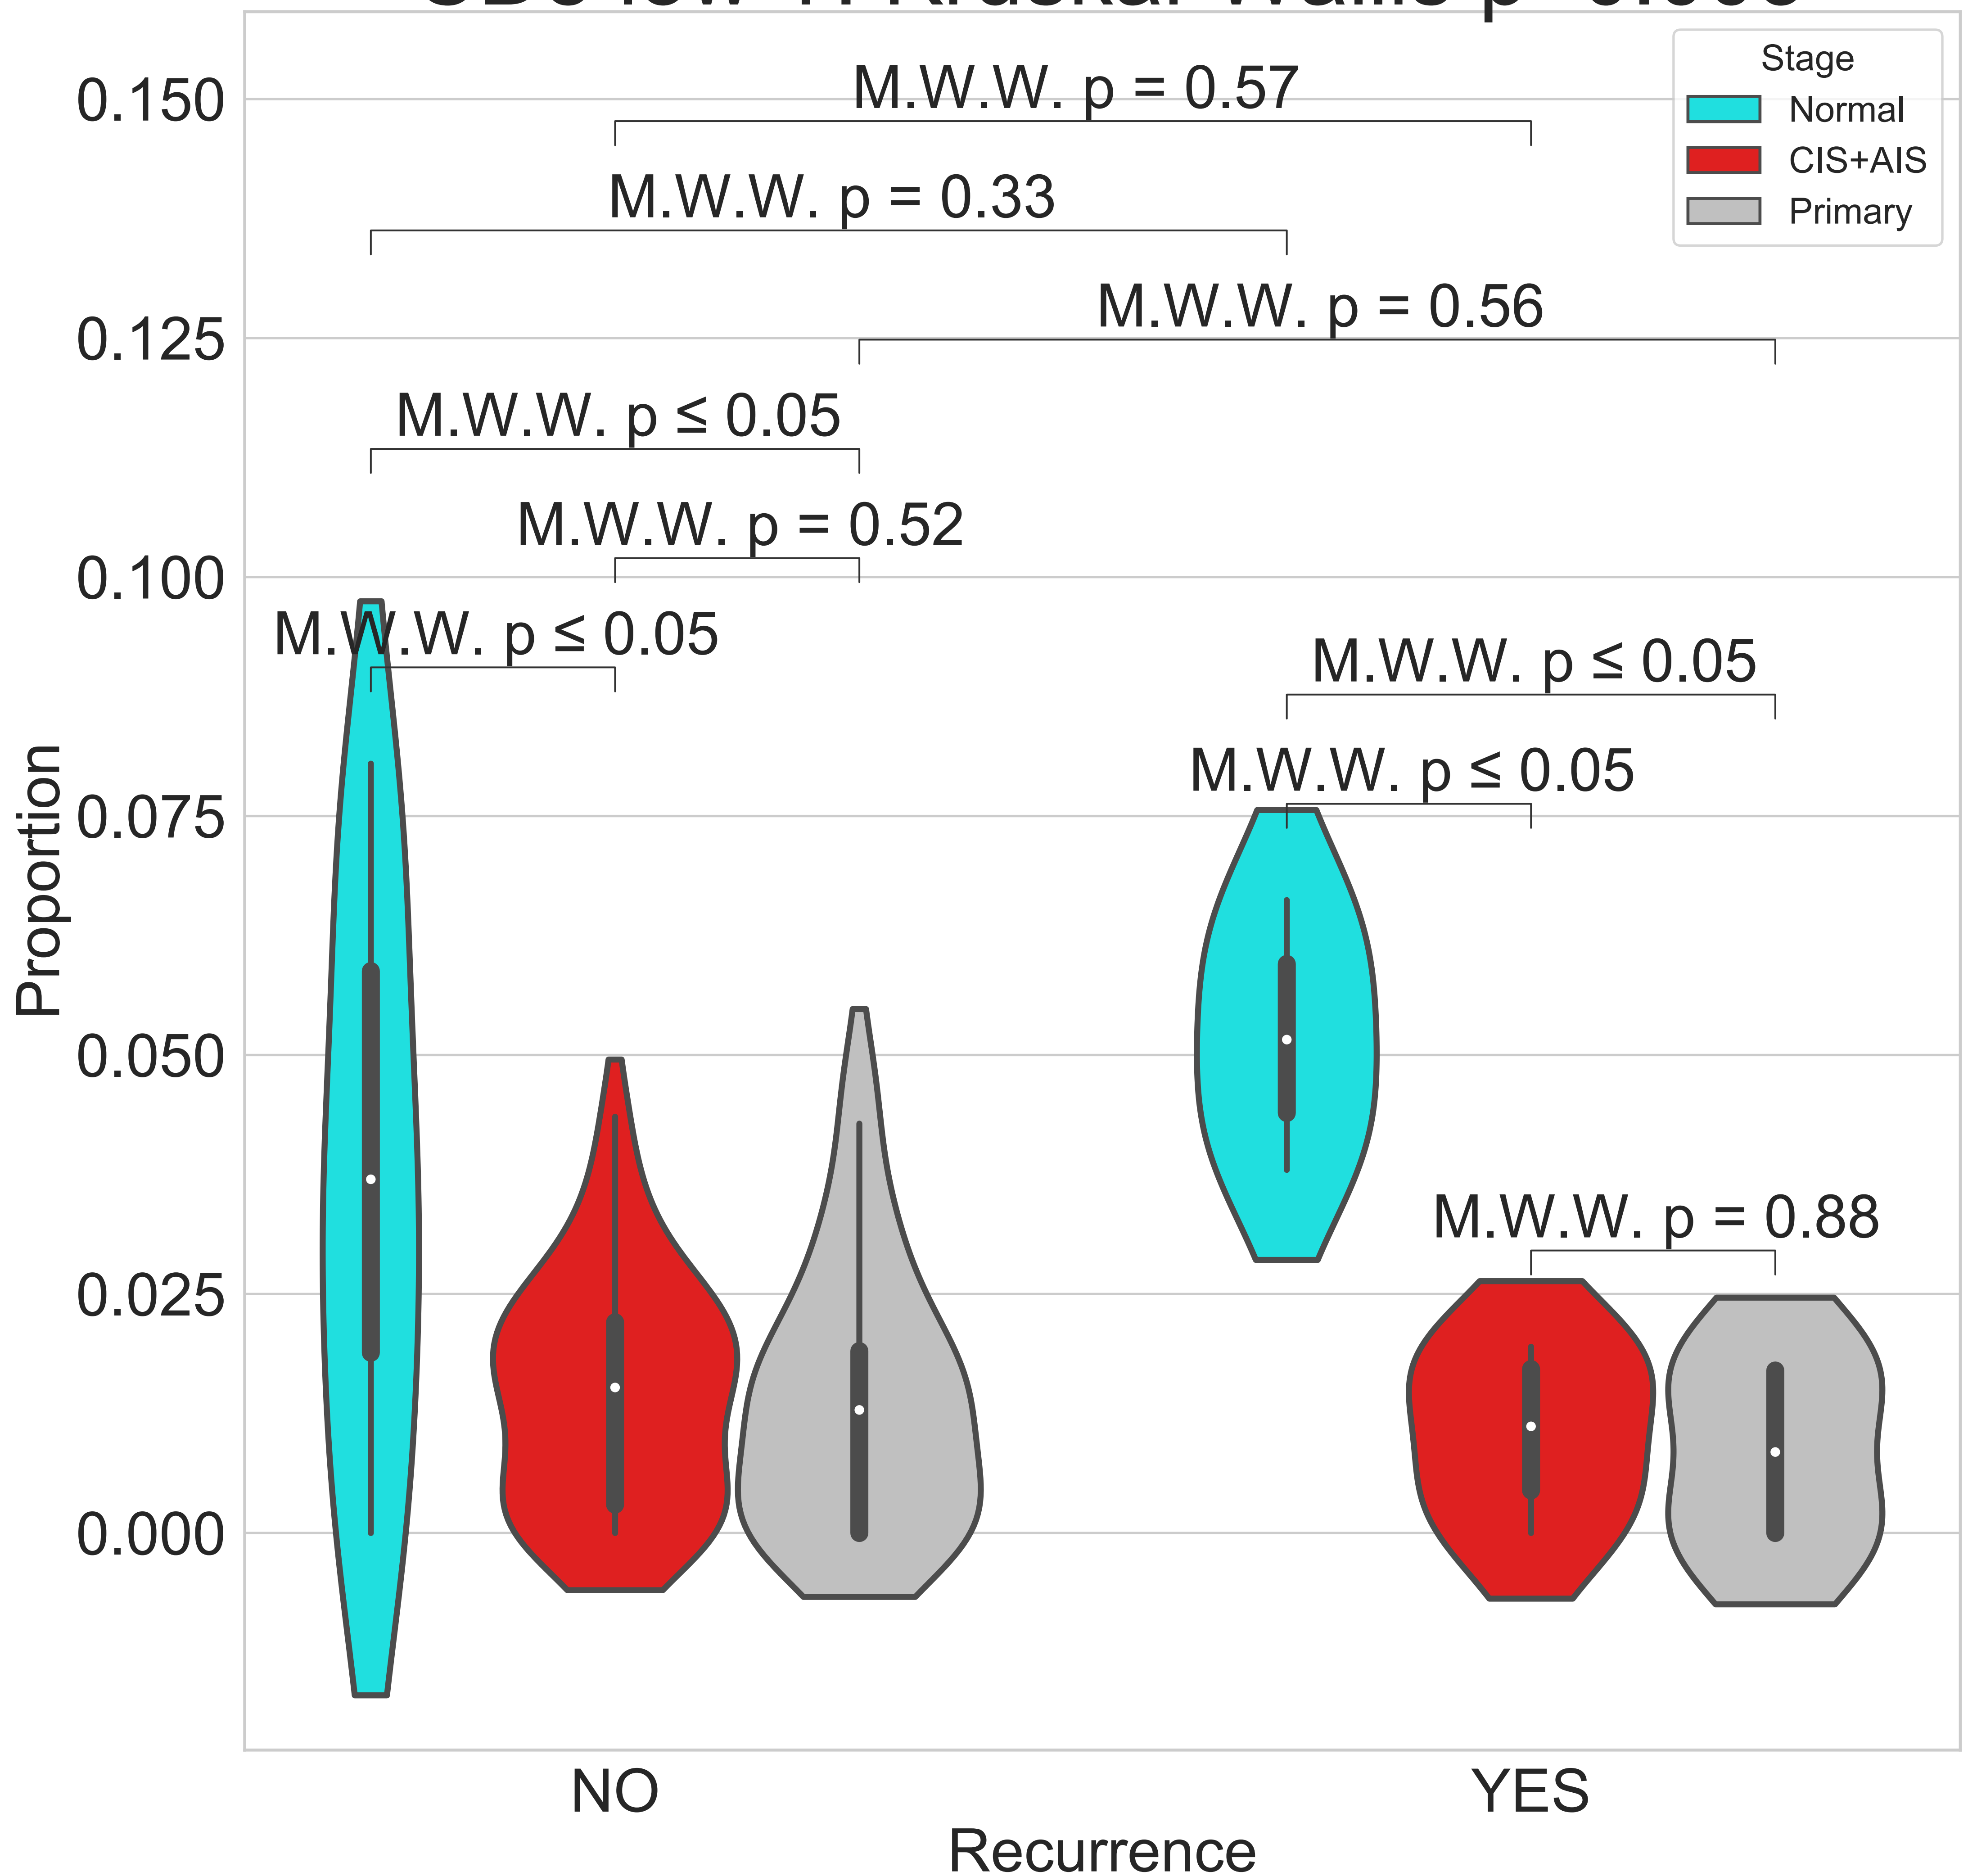 M.W.W. p = 0.57
Stage
Normal
CIS+AIS
Primary
M.W.W. p = 0.33
M.W.W. p = 0.56
M.W.W. p ≤ 0.05
M.W.W. p = 0.52
M.W.W. p ≤ 0.05
M.W.W. p ≤ 0.05
M.W.W. p ≤ 0.05
M.W.W. p = 0.88
0.150
0.125
0.100
0.075
0.050
0.025
0.000
Proportion
NO
YES
Recurrence